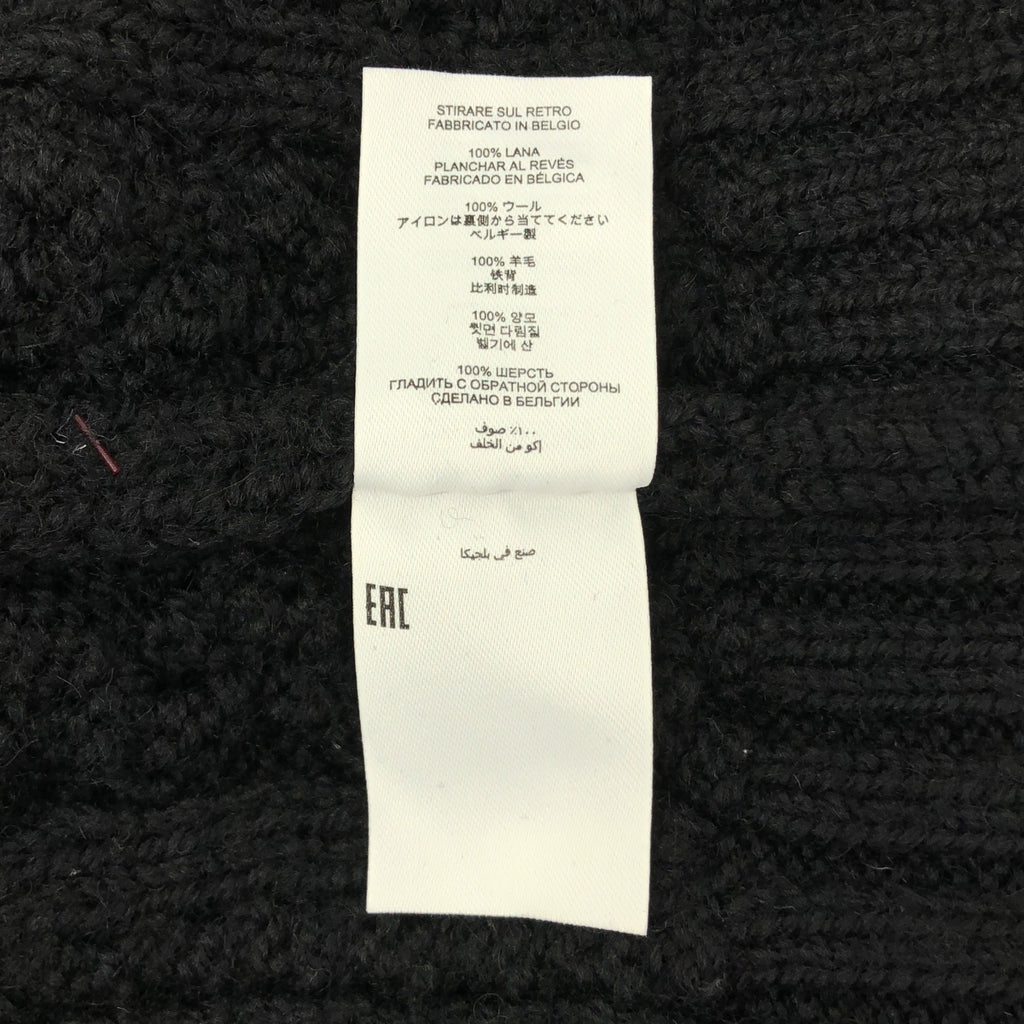 STIRARE SUL RETRO
FABBRICATO IN BELGIO
100% LANA
PLANCHAR AL REVÉS
FABRICADO EN BÉLGICA
100% ウール
アイロンは裏側から当ててください
ベルギー製
100% 羊毛
铁背
比利时制造
100% 양모
찟면 다림질
벨기에 산
100% ШЕРСТЬ
ГЛАДИТЬ С ОБРАТНОЙ СТОРОНЫ
СДЕЛАНО В БЕЛЬГИИ
١٠٠٪ صوف
إكو من الخلف
صنع في بلجيكا
EAC